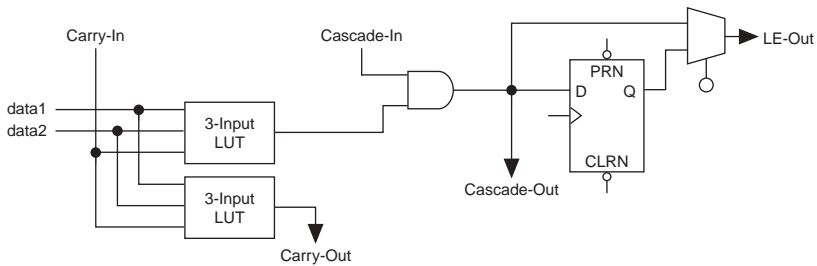 Carry-In
Cascade-In
LE-Out
PRN
data1
D
Q
data2
3-Input
LUT
CLRN
Cascade-Out
3-Input
LUT
Carry-Out